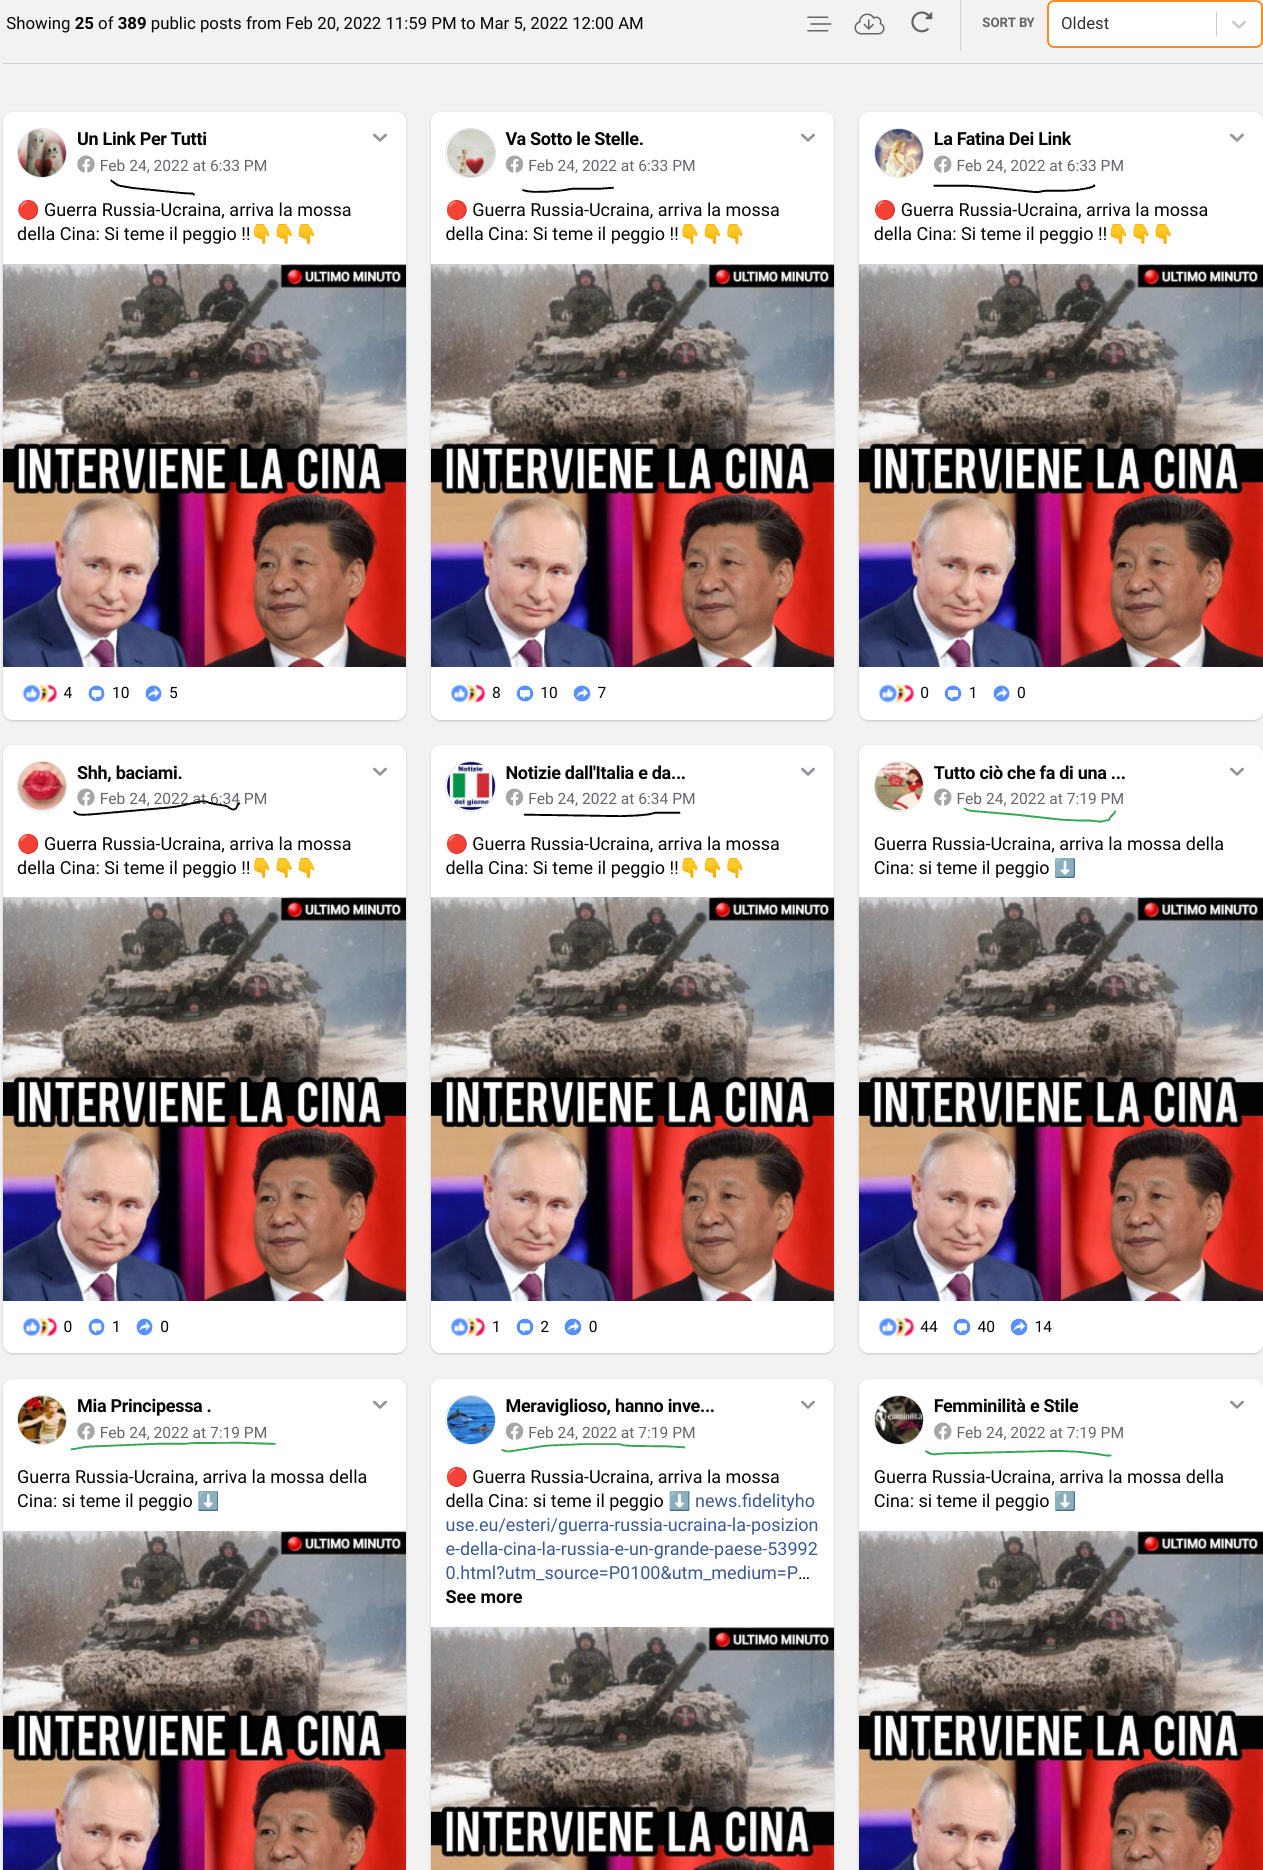 Showing 25 of 389 public posts from Feb 20, 2022 11:59 PM to Mar 5, 2022 12:00 AM
SORT BY
Oldest
Un Link Per Tutti
Feb 24, 2022 at 6:33 PM
🔴 Guerra Russia-Ucraina, arriva la mossa
della Cina: Si teme il peggio !!👇👇👇
🔴 ULTIMO MINUTO
INTERVIENE LA CINA
4 10 5
Va Sotto le Stelle.
Feb 24, 2022 at 6:33 PM
🔴 Guerra Russia-Ucraina, arriva la mossa
della Cina: Si teme il peggio !!👇👇👇
🔴 ULTIMO MINUTO
INTERVIENE LA CINA
8 10 7
La Fatina Dei Link
Feb 24, 2022 at 6:33 PM
🔴 Guerra Russia-Ucraina, arriva la mossa
della Cina: Si teme il peggio !!👇👇👇
🔴 ULTIMO MINUTO
INTERVIENE LA CINA
0 1 0
Shh, baciami.
Feb 24, 2022 at 6:34 PM
🔴 Guerra Russia-Ucraina, arriva la mossa
della Cina: Si teme il peggio !!👇👇👇
🔴 ULTIMO MINUTO
INTERVIENE LA CINA
0 1 0
Notizie
del giorno
Notizie dall'Italia e da...
Feb 24, 2022 at 6:34 PM
🔴 Guerra Russia-Ucraina, arriva la mossa
della Cina: Si teme il peggio !!👇👇👇
🔴 ULTIMO MINUTO
INTERVIENE LA CINA
1 2 0
Tutto ciò che fa di una ...
Feb 24, 2022 at 7:19 PM
Guerra Russia-Ucraina, arriva la mossa della
Cina: si teme il peggio ⬇️
🔴 ULTIMO MINUTO
INTERVIENE LA CINA
44 40 14
Mia Principessa .
Feb 24, 2022 at 7:19 PM
Guerra Russia-Ucraina, arriva la mossa della
Cina: si teme il peggio ⬇️
🔴 ULTIMO MINUTO
INTERVIENE LA CINA
Meraviglioso, hanno inve...
Feb 24, 2022 at 7:19 PM
🔴 Guerra Russia-Ucraina, arriva la mossa
della Cina: si teme il peggio ⬇️ news.fidelityho
use.eu/esteri/guerra-russia-ucraina-la-posizion
e-della-cina-la-russia-e-un-grande-paese-53992
0.html?utm_source=P0100&utm_medium=P...
See more
🔴 ULTIMO MINUTO
INTERVIENE LA CINA
Femminilità e Stile
Feb 24, 2022 at 7:19 PM
Guerra Russia-Ucraina, arriva la mossa della
Cina: si teme il peggio ⬇️
🔴 ULTIMO MINUTO
INTERVIENE LA CINA